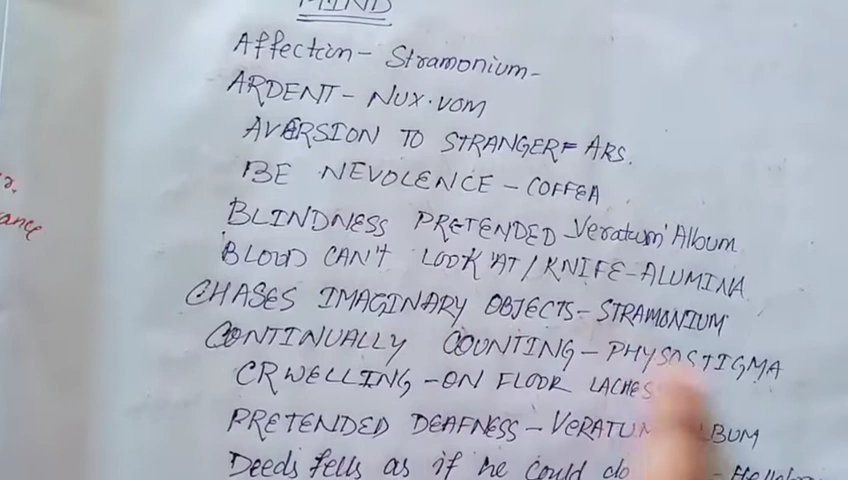 MIND
Affection - Stramonium -
ARDENT - NUX.VOM
AVERSION TO STRANGER = ARS.
BE NEVOLENCE - COFFEA
BLINDNESS PRETENDED Veratum Album
BLOOD CAN'T LOOK AT / KNIFE - ALUMINA
CHASES IMAGINARY OBJECTS - STRAMONIUM
CONTINUALLY COUNTING - PHYSOSTIGMA
CRWELLING - ON FLOOR LACHES
PRETENDED DEAFNESS - VERATUM ALBUM
Deeds fells as if he could do
ance